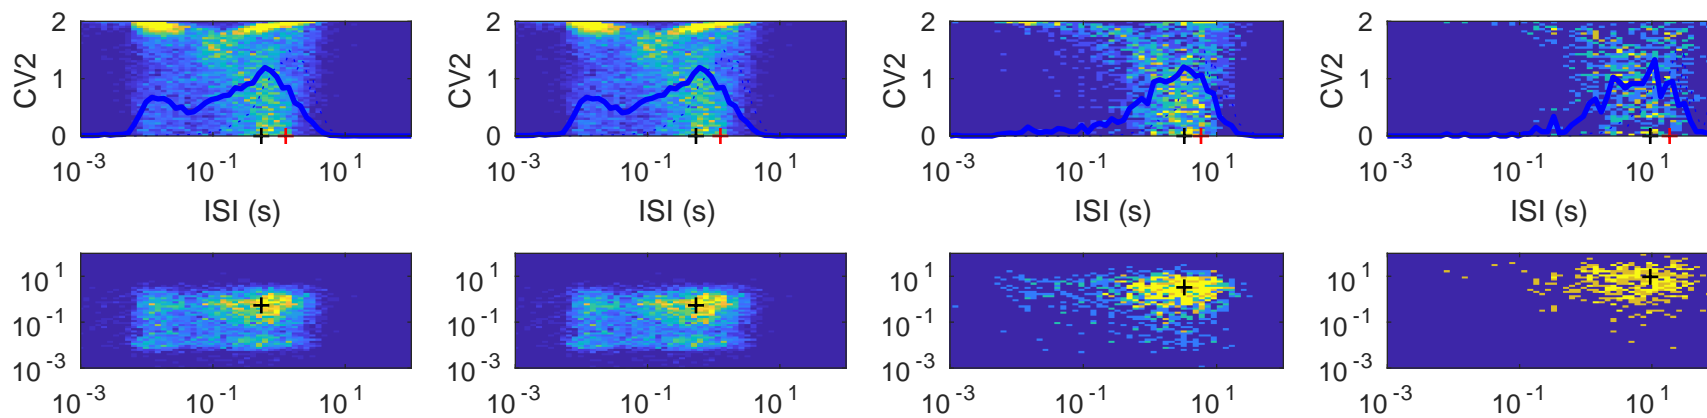 2 2 2 2
CV2 CV2 CV2 CV2
1 1 1 1
0 0 0 0
10^-3 10^-1 10^1 10^-3 10^-1 10^1 10^-3 10^-1 10^1 10^-3 10^-1 10^1
ISI (s) ISI (s) ISI (s) ISI (s)
10^1 10^1 10^1 10^1
10^-1 10^-1 10^-1 10^-1
10^-3 10^-3 10^-3 10^-3
10^-3 10^-1 10^1 10^-3 10^-1 10^1 10^-3 10^-1 10^1 10^-3 10^-1 10^1